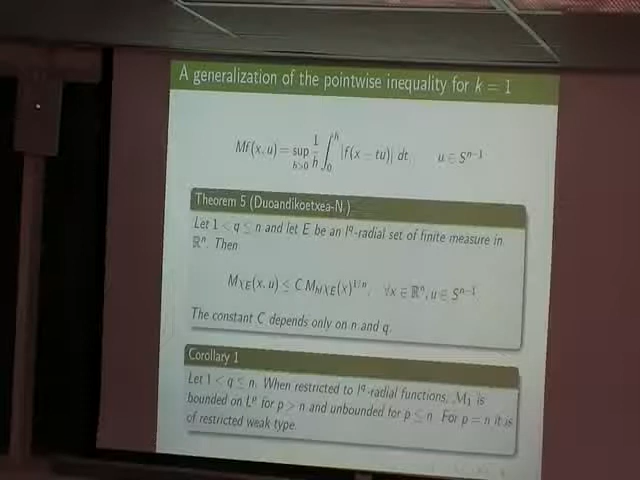 A generalization of the pointwise inequality for k = 1
Mf(x, u) = sup_{h>0} 1/h ∫_0^h |f(x − tu)| dt, u ∈ S^{n−1}
Theorem 5 (Duoandikoetxea-N.)
Let 1 < q ≤ n and let E be an l^q-radial set of finite measure in
ℝ^n. Then
Mχ_E(x, u) ≤ C M χ_E(x)^{1/n}, ∀x ∈ ℝ^n, u ∈ S^{n−1}
The constant C depends only on n and q.
Corollary 1
Let 1 < q ≤ n. When restricted to l^q-radial functions, M_1 is
bounded on L^p for p > n and unbounded for p ≤ n. For p = n it is
of restricted weak type.